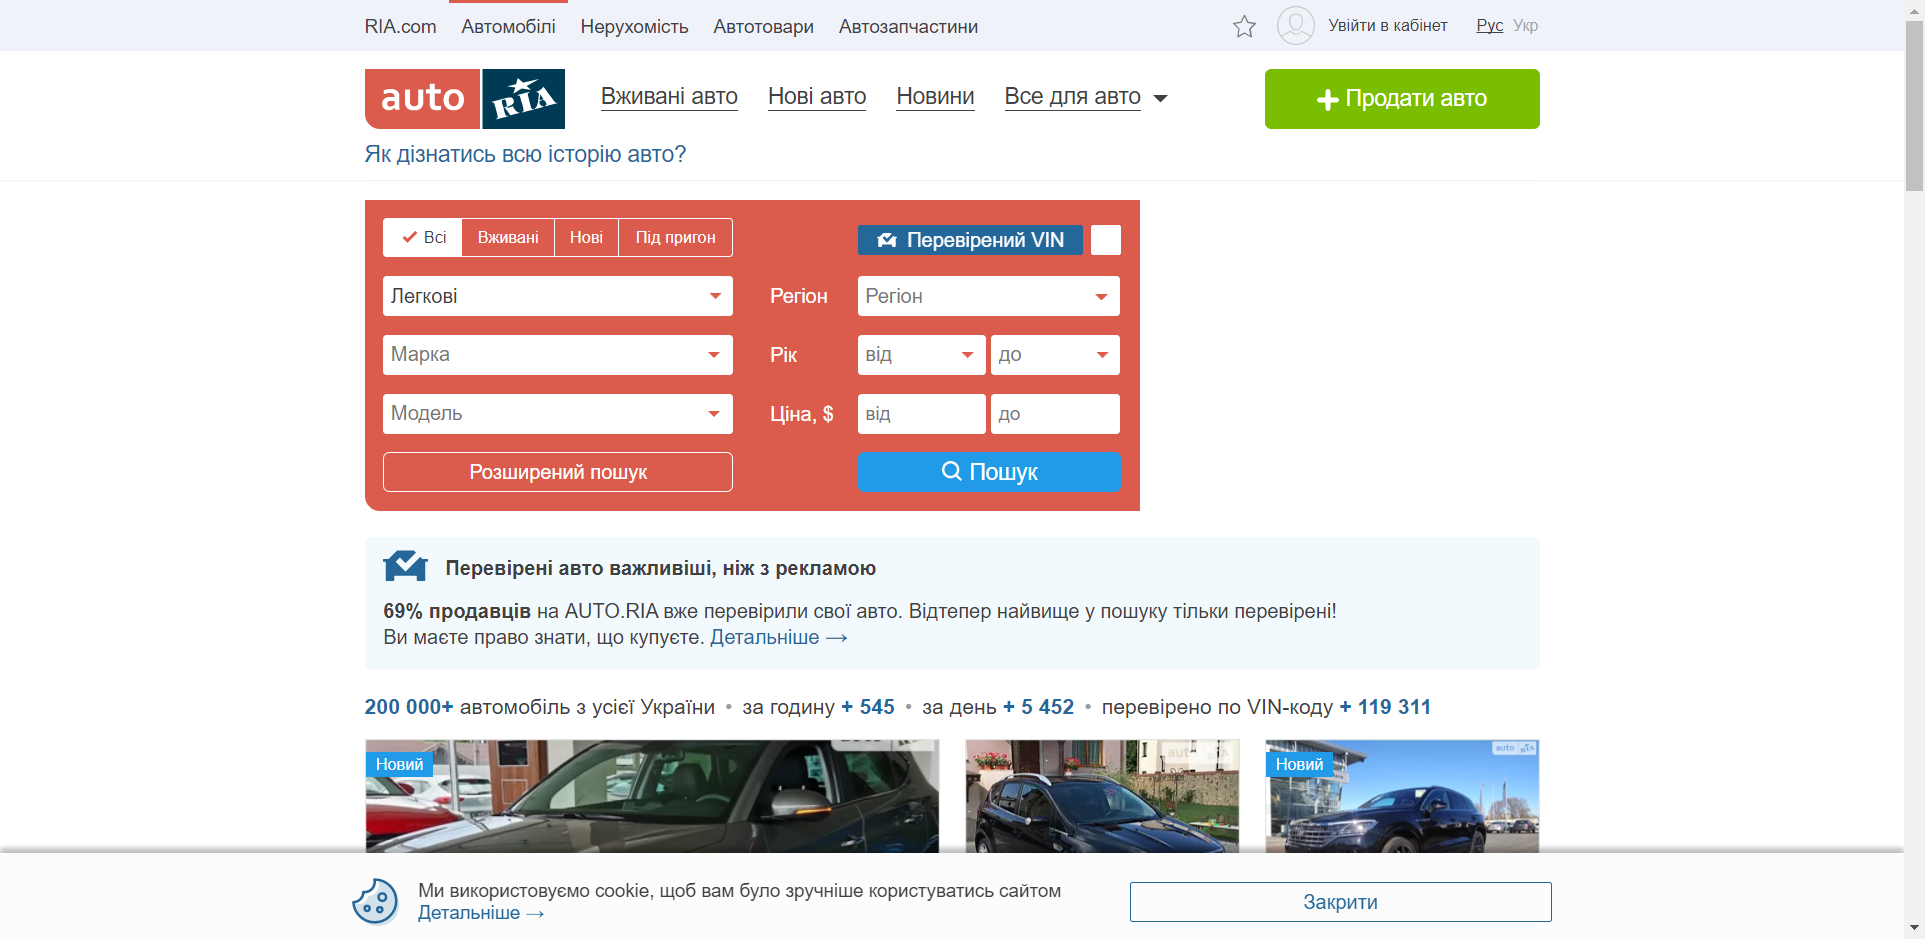 RIA.com Автомобілі Нерухомість Автотовари Автозапчастини Увійти в кабінет Рус Укр
auto RIA Вживані авто Нові авто Новини Все для авто + Продати авто
Як дізнатись всю історію авто?
Всі Вживані Нові Під пригон Перевірений VIN
Легкові Регіон Регіон
Марка Рік від до
Модель Ціна, $ від до
Розширений пошук Пошук
Перевірені авто важливіші, ніж з рекламою
69% продавців на AUTO.RIA вже перевірили свої авто. Відтепер найвище у пошуку тільки перевірені!
Ви маєте право знати, що купуєте. Детальніше →
200 000+ автомобіль з усієї України • за годину + 545 • за день + 5 452 • перевірено по VIN-коду + 119 311
Новий auto RIA Новий auto RIA
Ми використовуємо cookie, щоб вам було зручніше користуватись сайтом
Детальніше →
Закрити